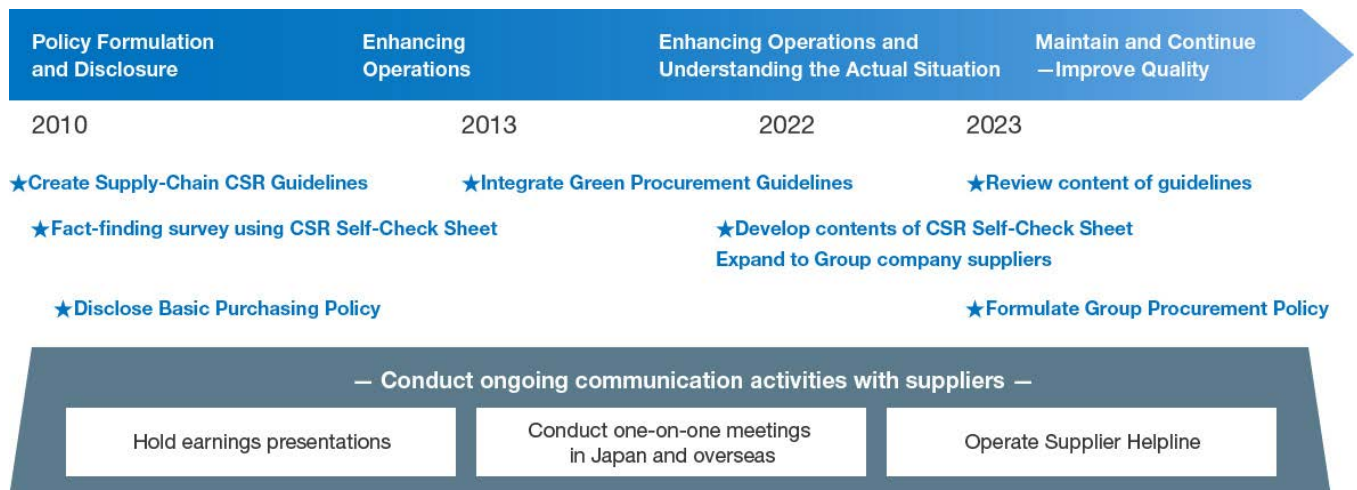 Policy Formulation
and Disclosure
Enhancing
Operations
Enhancing Operations and
Understanding the Actual Situation
Maintain and Continue
—Improve Quality
2010
2013
2022
2023
★Create Supply-Chain CSR Guidelines
★Integrate Green Procurement Guidelines
★Review content of guidelines
★Fact-finding survey using CSR Self-Check Sheet
★Develop contents of CSR Self-Check Sheet
Expand to Group company suppliers
★Disclose Basic Purchasing Policy
★Formulate Group Procurement Policy
— Conduct ongoing communication activities with suppliers —
Hold earnings presentations
Conduct one-on-one meetings
in Japan and overseas
Operate Supplier Helpline